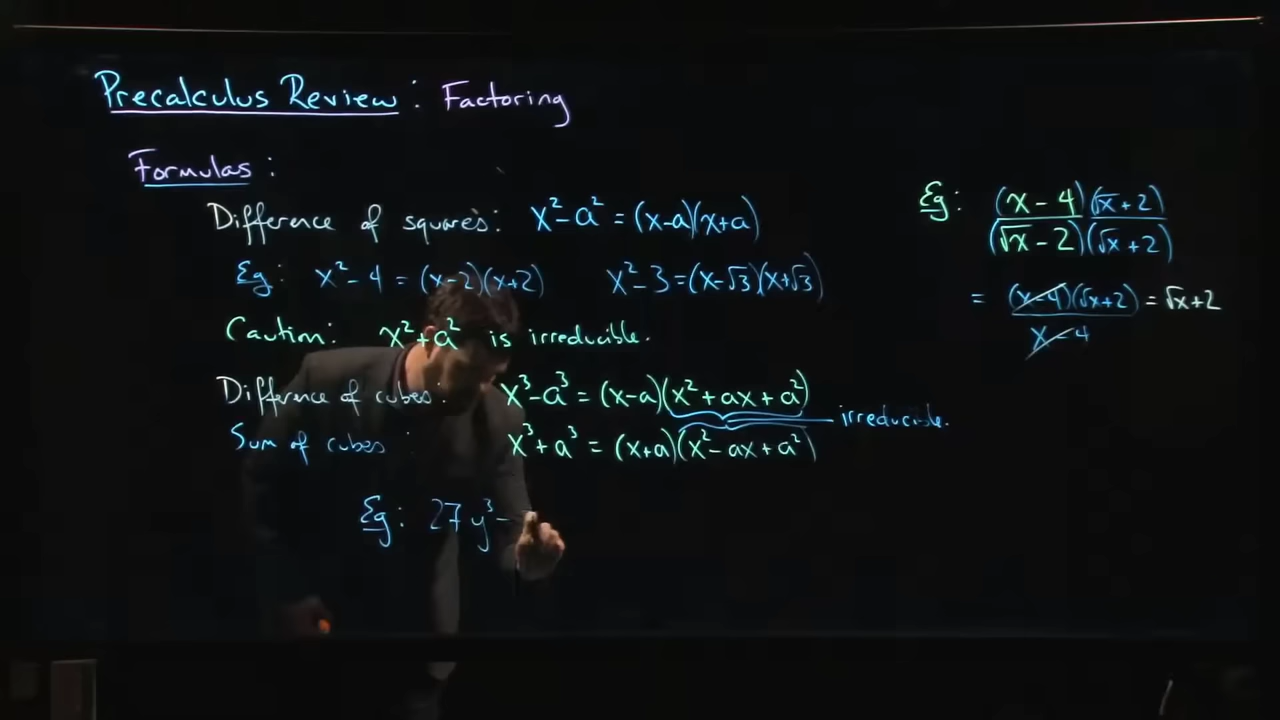 Precalculus Review: Factoring
Formulas:
Difference of squares: x²-a² = (x-a)(x+a)
Eg: x²-4 = (x-2)(x+2) x²-3=(x-√3)(x+√3)
Caution: x²+a² is irreducible.
Difference of cubes: x³-a³ = (x-a)(x²+ax+a²)
irreducible.
Sum of cubes: x³+a³ = (x+a)(x²-ax+a²)
Eg: 27y³-
Eg: (x-4)(√x+2)
(√x-2)(√x+2)
= (x-4)(√x+2) = √x+2
x-4